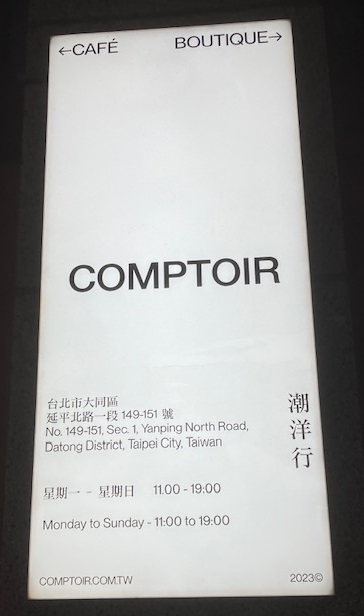 ←CAFÉ BOUTIQUE→
COMPTOIR
台北市大同區
延平北路一段 149-151 號
No. 149-151, Sec. 1, Yanping North Road,
Datong District, Taipei City, Taiwan
潮洋行
星期一 – 星期日 11:00 - 19:00
Monday to Sunday - 11:00 to 19:00
COMPTOIR.COM.TW 2023©